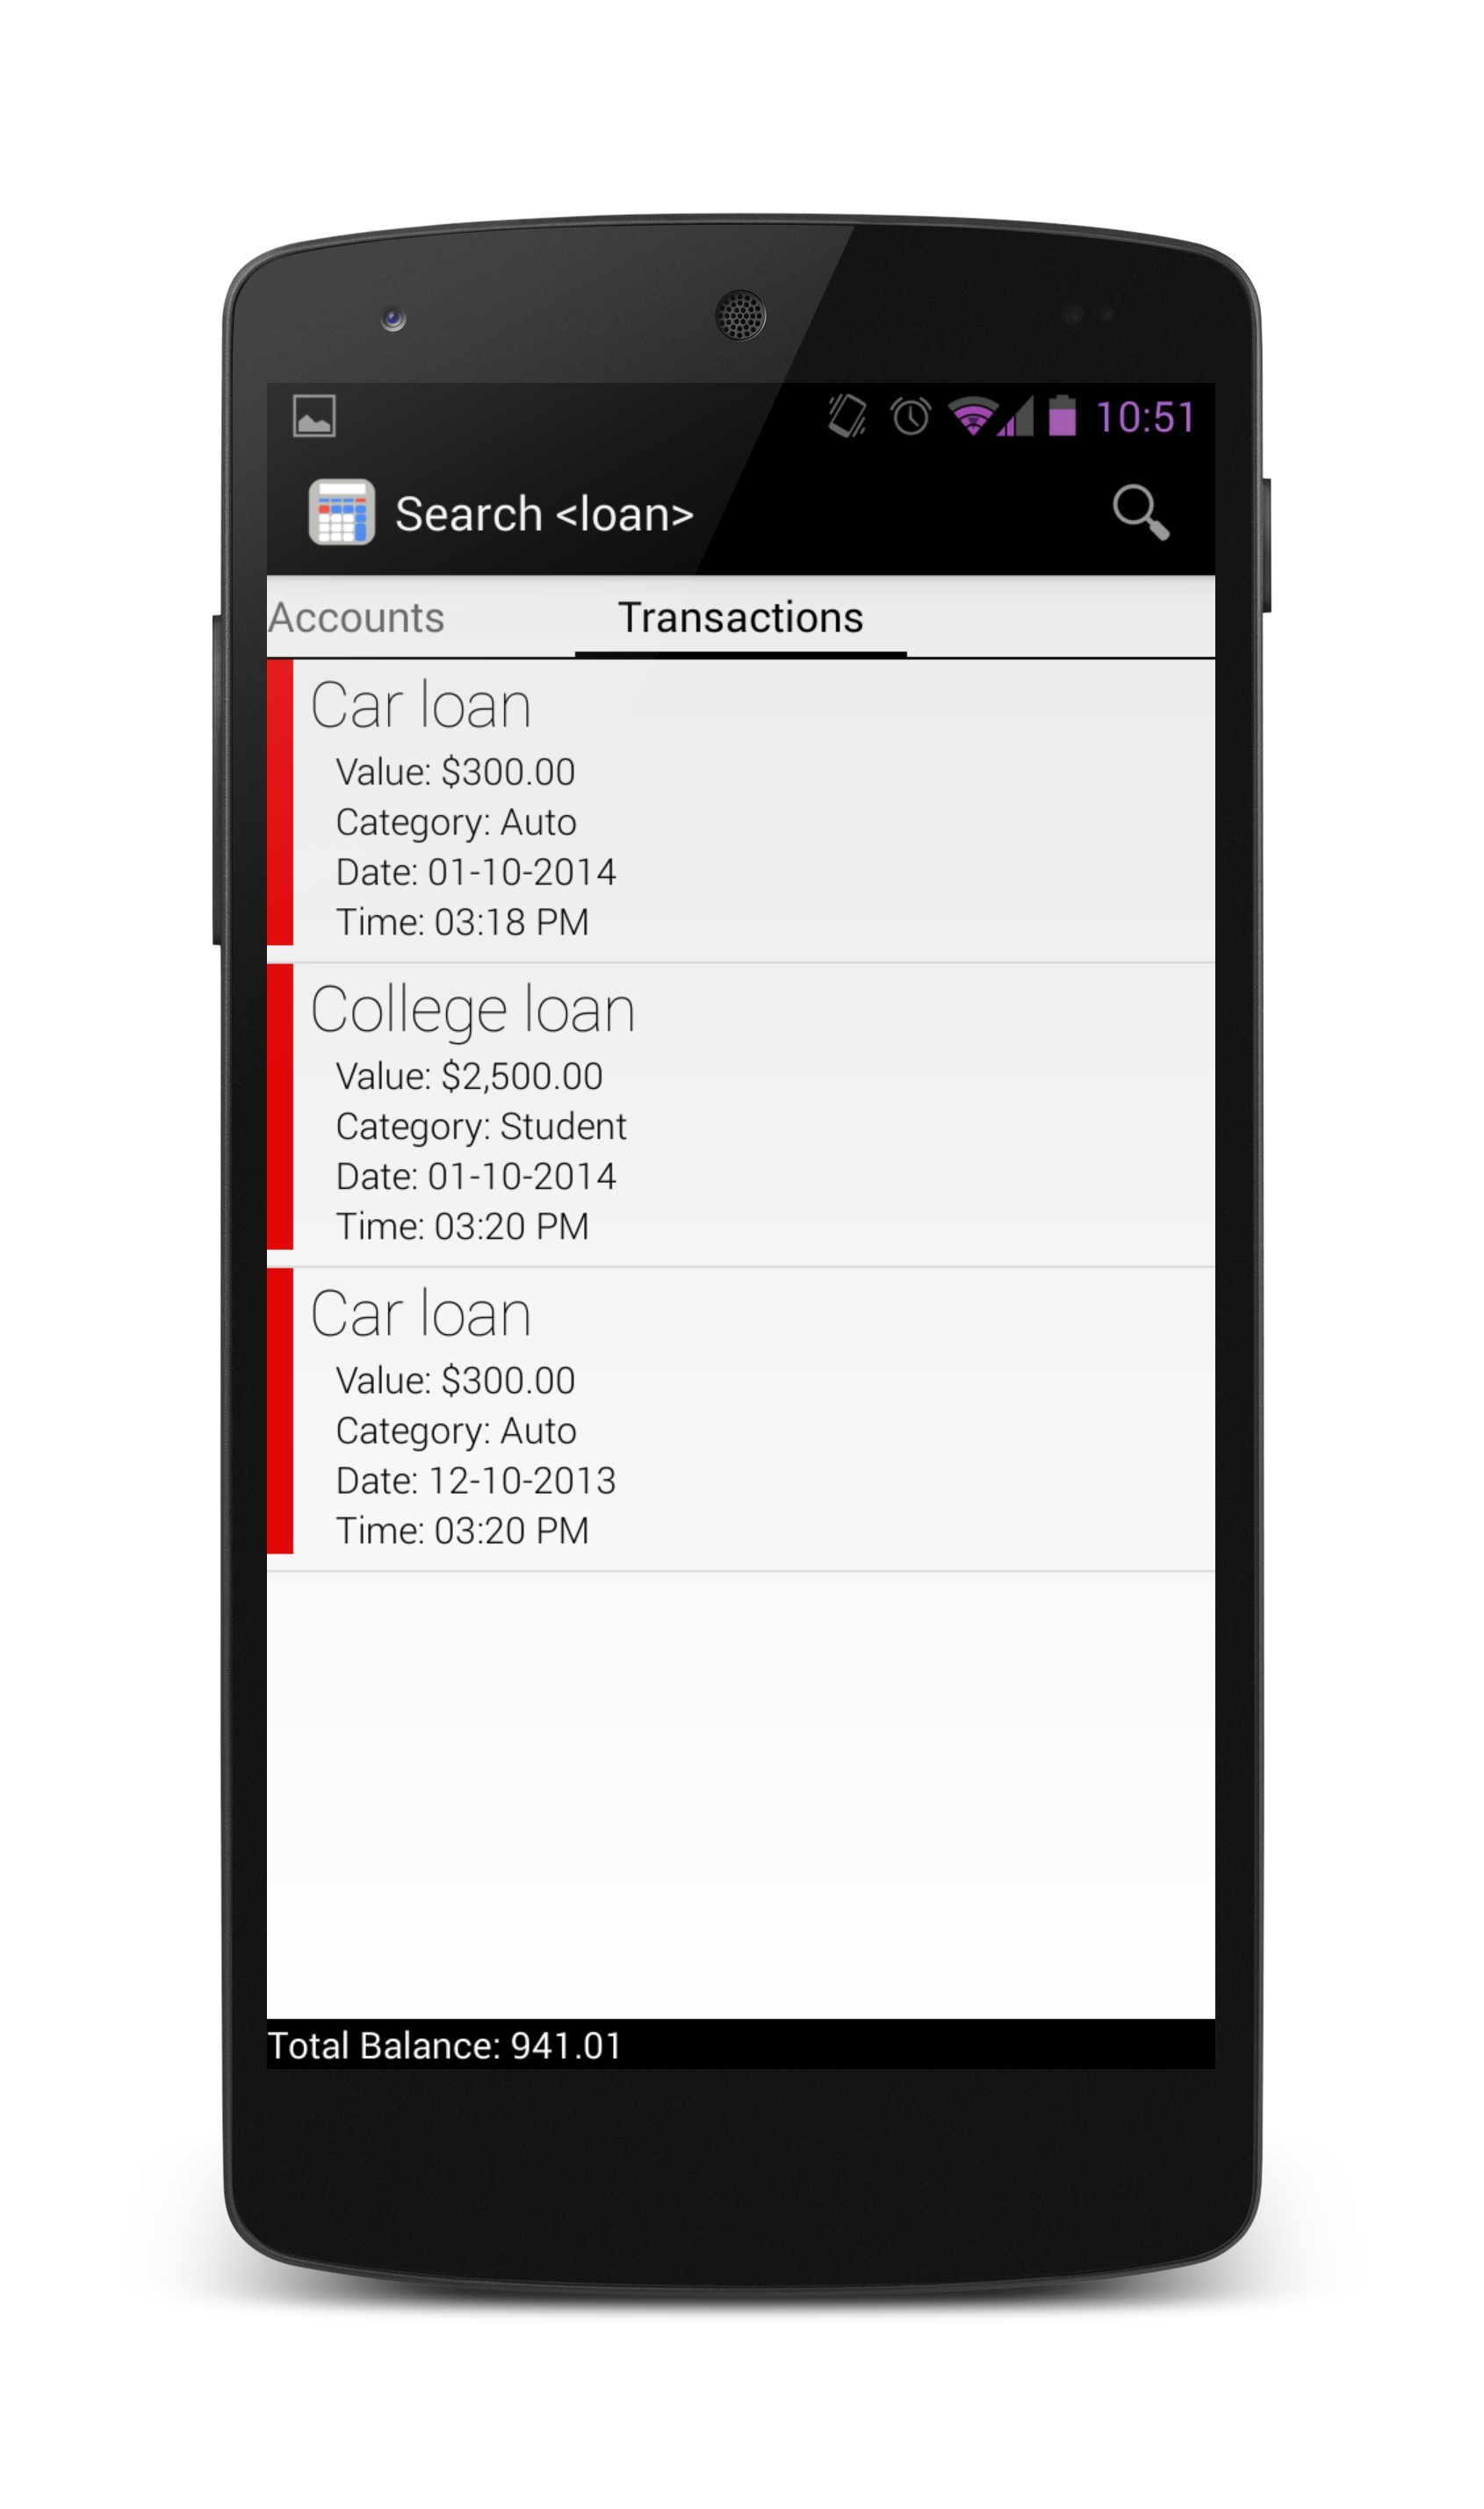 10:51
Search <loan>
Accounts Transactions
Car loan
Value: $300.00
Category: Auto
Date: 01-10-2014
Time: 03:18 PM
College loan
Value: $2,500.00
Category: Student
Date: 01-10-2014
Time: 03:20 PM
Car loan
Value: $300.00
Category: Auto
Date: 12-10-2013
Time: 03:20 PM
Total Balance: 941.01